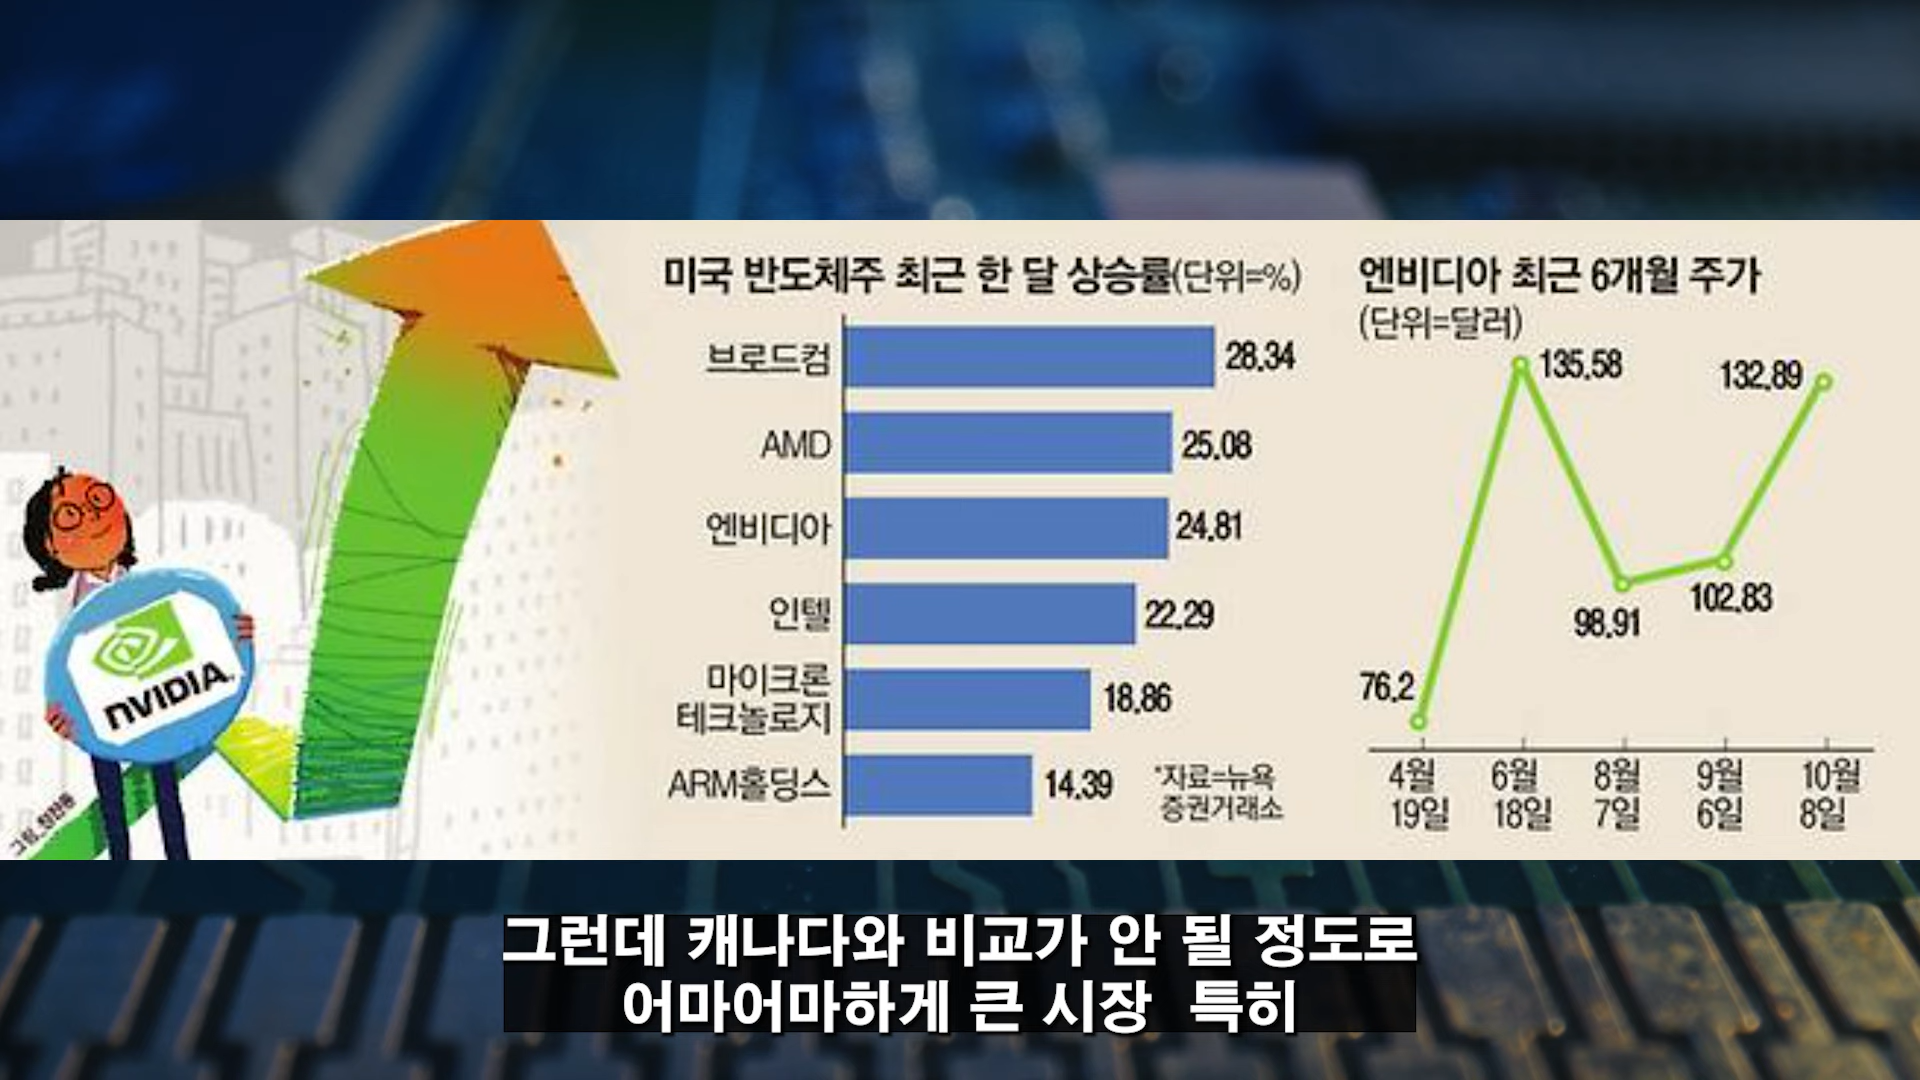 미국 반도체주 최근 한 달 상승률(단위=%)
브로드컴 28.34
AMD 25.08
엔비디아 24.81
인텔 22.29
마이크론
테크놀로지 18.86
ARM홀딩스 14.39
*자료=뉴욕
증권거래소
엔비디아 최근 6개월 주가
(단위=달러)
135.58
132.89
98.91
102.83
76.2
4월 6월 8월 9월 10월
19일 18일 7일 6일 8일
NVIDIA
그런데 캐나다와 비교가 안 될 정도로
어마어마하게 큰 시장 특히